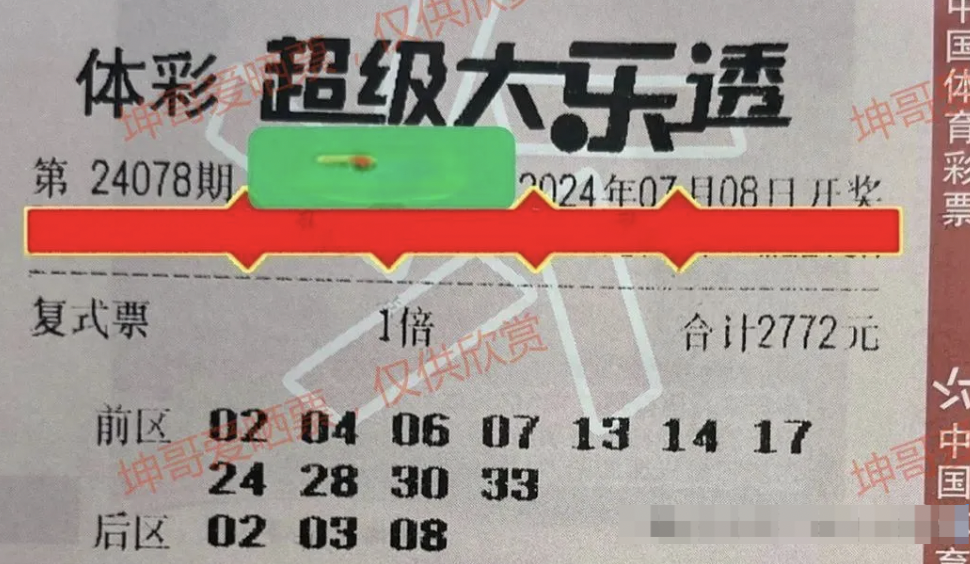 体彩 超级大乐透
第 24078期 2024年07月08日开奖
复式票 1倍 合计2772元
前区 02 04 06 07 13 14 17
24 28 30 33
后区 02 03 08
坤哥爱晒票，仅供欣赏
坤哥爱晒票，仅供欣赏
坤哥
坤哥
中国体育彩票
中国
育